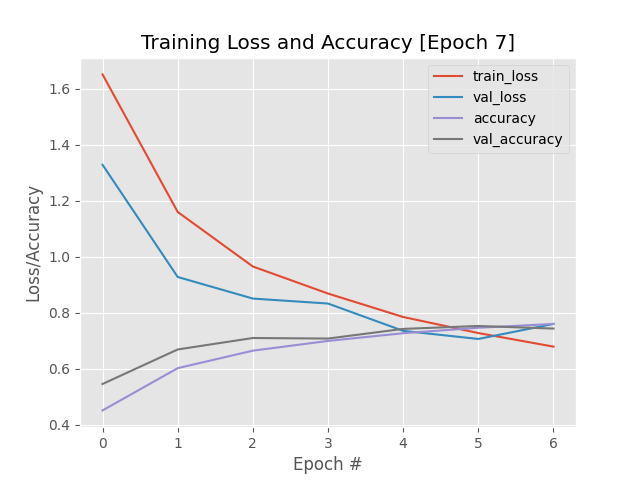 Training Loss and Accuracy [Epoch 7]
train_loss
val_loss
accuracy
val_accuracy
Loss/Accuracy
1.6
1.4
1.2
1.0
0.8
0.6
0.4
0 1 2 3 4 5 6
Epoch #